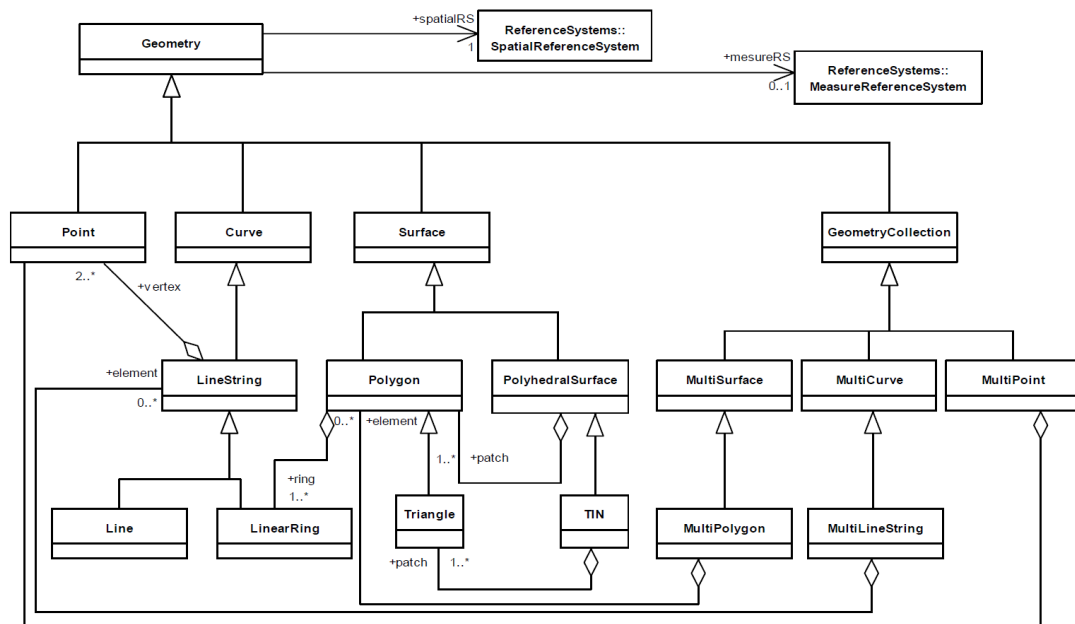 +spatialRS
Geometry
ReferenceSystems::
SpatialReferenceSystem
1
+mesureRS
ReferenceSystems::
MeasureReferenceSystem
0..1
Point
Curve
Surface
GeometryCollection
2..*
+vertex
+element
LineString
Polygon
PolyhedralSurface
MultiSurface
MultiCurve
MultiPoint
0..*
0..*
+element
1..*
+patch
+ring
1..*
Line
LinearRing
Triangle
TIN
MultiPolygon
MultiLineString
+patch
1..*